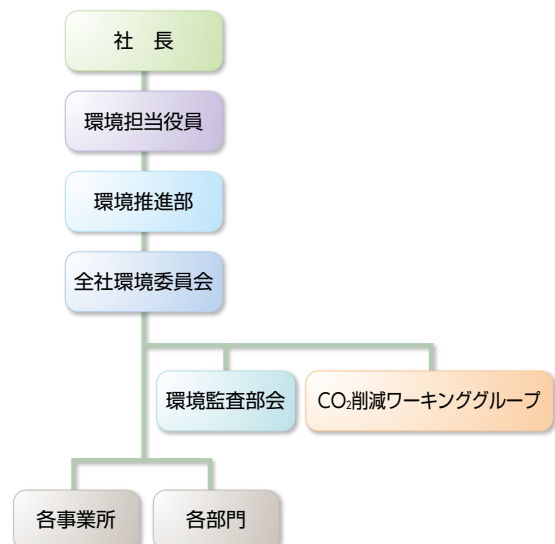 社　長
環境担当役員
環境推進部
全社環境委員会
環境監査部会
CO₂削減ワーキンググループ
各事業所
各部門